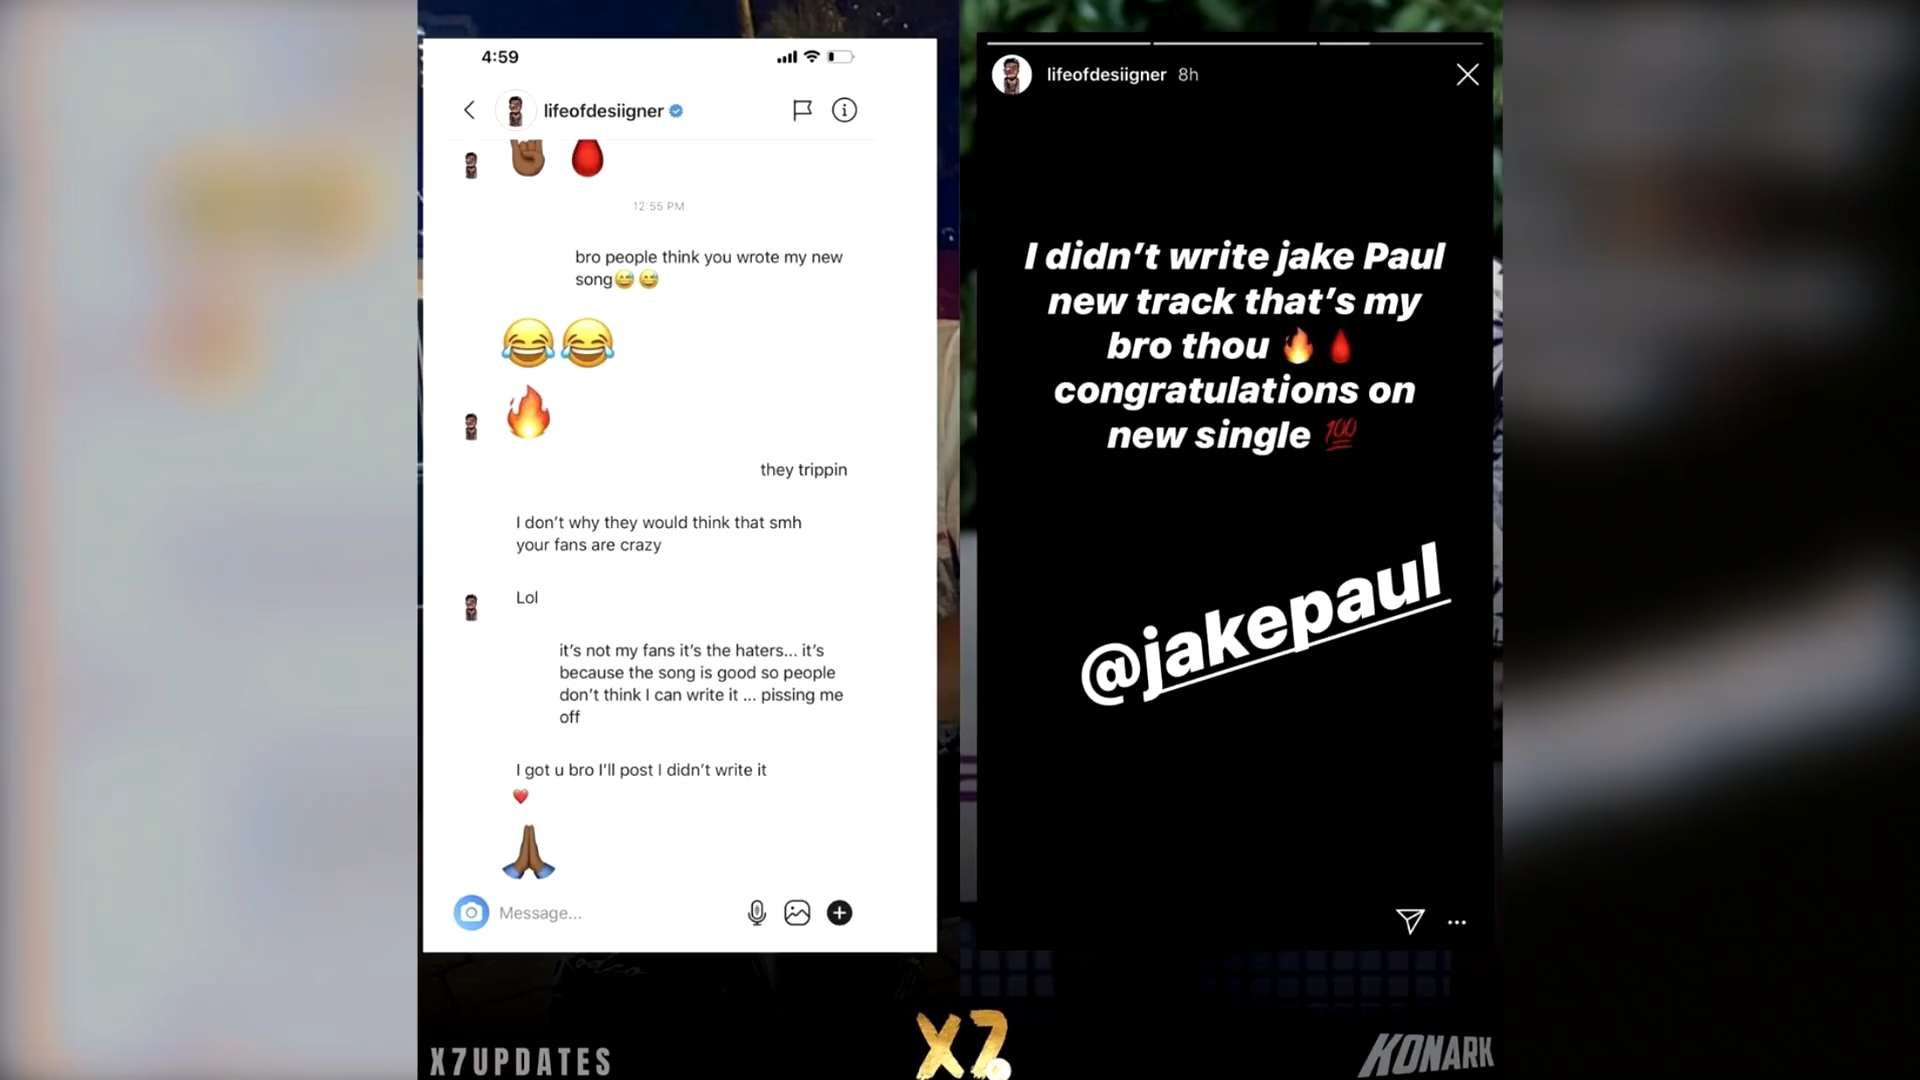 4:59
lifeofdesiigner
12:55 PM
bro people think you wrote my new
song😅😅
😂😂
🔥
they trippin
I don't why they would think that smh
your fans are crazy
Lol
it's not my fans it's the haters... it's
because the song is good so people
don't think I can write it ... pissing me
off
I got u bro I'll post I didn't write it
Message...
lifeofdesiigner 8h
I didn't write jake Paul
new track that's my
bro thou 🔥🩸
congratulations on
new single 💯
@jakepaul
X7UPDATES
X7
KONARK